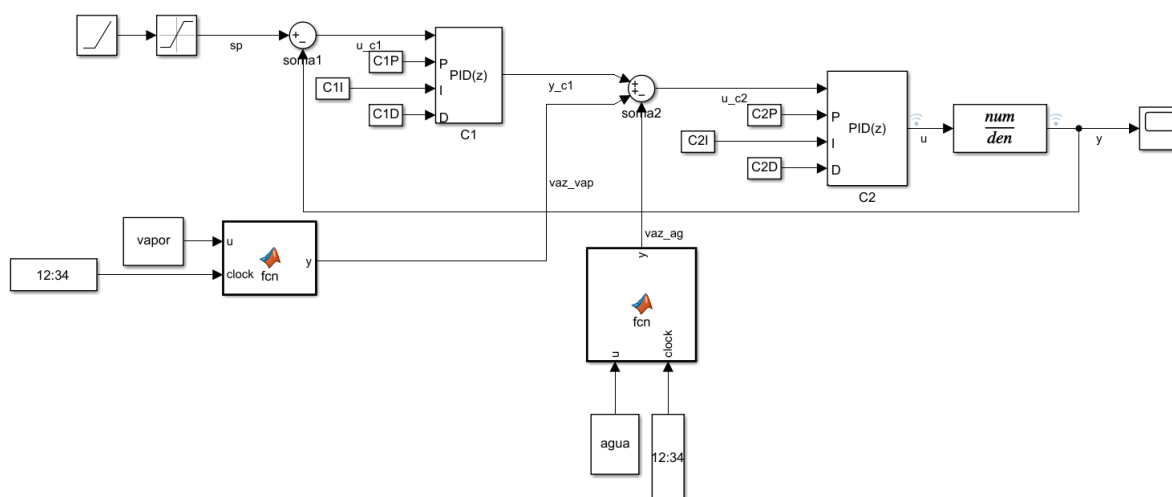 sp
soma1
u_c1
C1P
C1I
C1D
P
I
D
PID(z)
C1
y_c1
soma2
u_c2
C2P
C2I
C2D
P
I
D
PID(z)
C2
u
num
den
y
vaz_vap
vaz_ag
vapor
12:34
u
clock
fcn
y
y
fcn
u
clock
agua
12:34